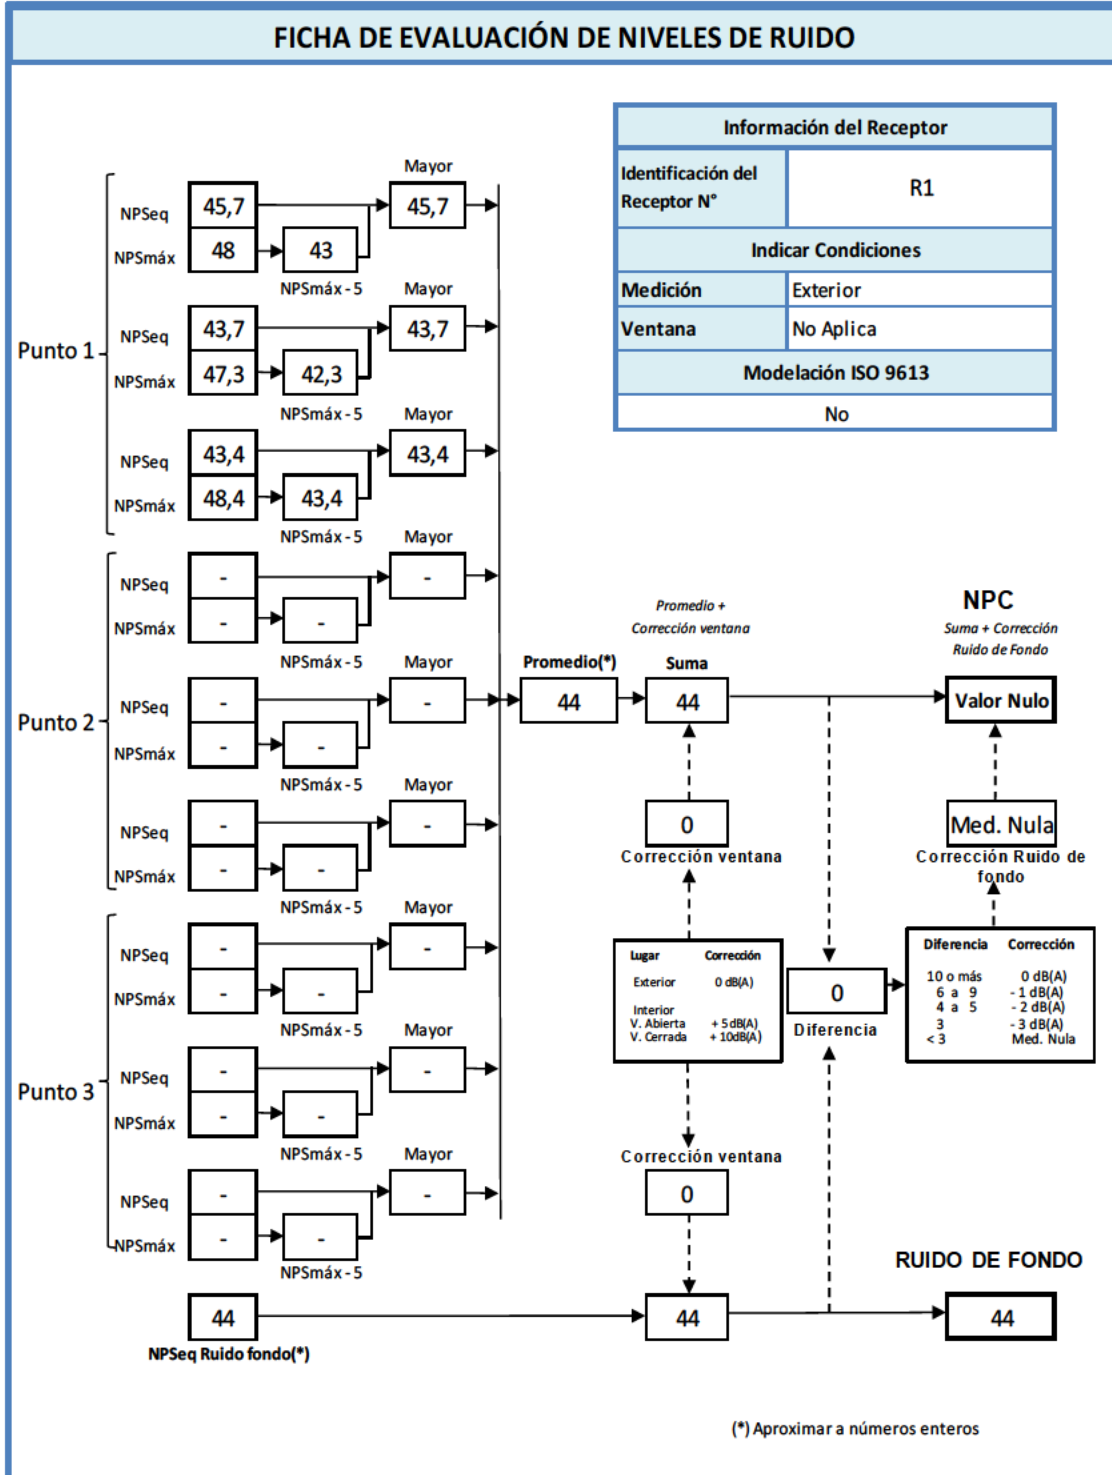 FICHA DE EVALUACIÓN DE NIVELES DE RUIDO
Información del Receptor
Identificación del Receptor N°
R1
Indicar Condiciones
Medición
Exterior
Ventana
No Aplica
Modelación ISO 9613
No
Punto 1
Mayor
NPSeq
45,7
45,7
NPSmáx
48
43
NPSmáx - 5
Mayor
NPSeq
43,7
43,7
NPSmáx
47,3
42,3
NPSmáx - 5
Mayor
NPSeq
43,4
43,4
NPSmáx
48,4
43,4
NPSmáx - 5
Punto 2
Mayor
NPSeq
-
-
NPSmáx
-
-
NPSmáx - 5
Mayor
NPSeq
-
-
NPSmáx
-
-
NPSmáx - 5
Mayor
NPSeq
-
-
NPSmáx
-
-
NPSmáx - 5
Punto 3
Mayor
NPSeq
-
-
NPSmáx
-
-
NPSmáx - 5
Mayor
NPSeq
-
-
NPSmáx
-
-
NPSmáx - 5
Mayor
NPSeq
-
-
NPSmáx
-
-
NPSmáx - 5
44
NPSeq Ruido fondo(*)
Promedio(*)
44
Promedio +
Corrección ventana
Suma
44
0
Corrección ventana
Lugar Corrección
Exterior 0 dB(A)
Interior
V. Abierta + 5 dB(A)
V. Cerrada + 10dB(A)
Corrección ventana
0
44
0
Diferencia
NPC
Suma + Corrección
Ruido de Fondo
Valor Nulo
Med. Nula
Corrección Ruido de
fondo
Diferencia Corrección
10 o más 0 dB(A)
6 a 9 - 1 dB(A)
4 a 5 - 2 dB(A)
3 - 3 dB(A)
< 3 Med. Nula
RUIDO DE FONDO
44
(*) Aproximar a números enteros